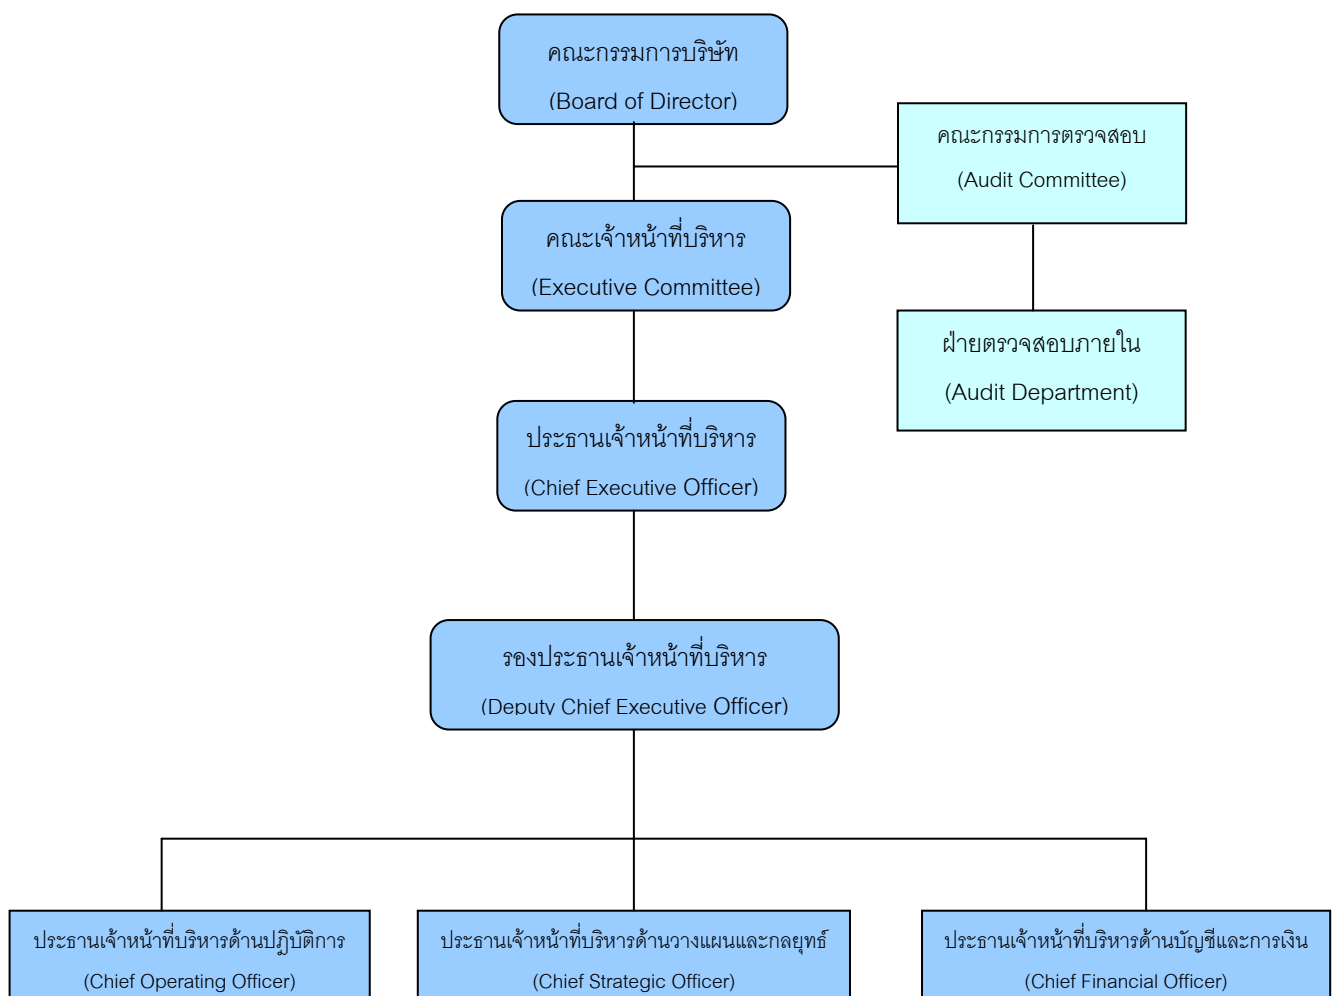 คณะกรรมการบริษัท
(Board of Director)
คณะกรรมการตรวจสอบ
(Audit Committee)
คณะเจ้าหน้าที่บริหาร
(Executive Committee)
ฝ่ายตรวจสอบภายใน
(Audit Department)
ประธานเจ้าหน้าที่บริหาร
(Chief Executive Officer)
รองประธานเจ้าหน้าที่บริหาร
(Deputy Chief Executive Officer)
ประธานเจ้าหน้าที่บริหารด้านปฎิบัติการ
(Chief Operating Officer)
ประธานเจ้าหน้าที่บริหารด้านวางแผนและกลยุทธ์
(Chief Strategic Officer)
ประธานเจ้าหน้าที่บริหารด้านบัญชีและการเงิน
(Chief Financial Officer)